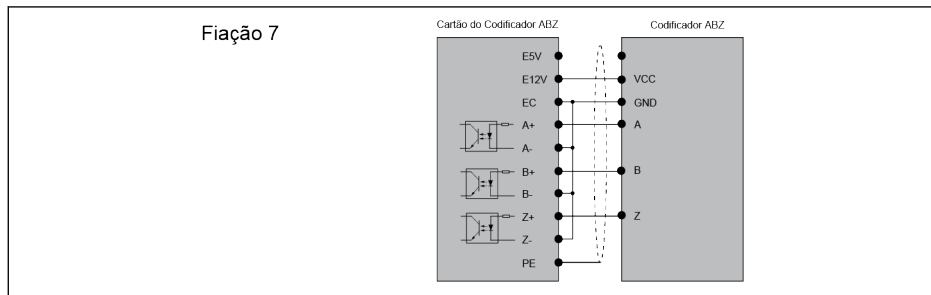 Fiação 7
Cartão do Codificador ABZ
Codificador ABZ
E5V
E12V
VCC
EC
GND
A+
A
A-
B+
B
B-
Z+
Z
Z-
PE